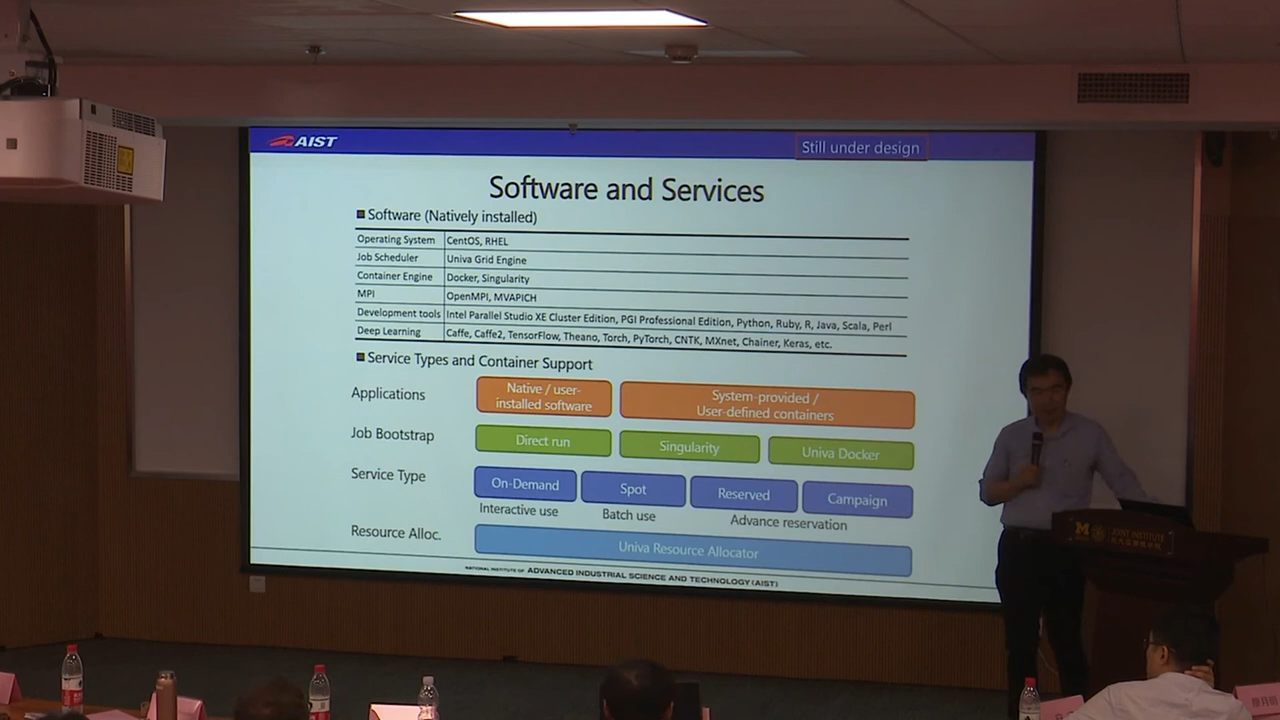 AIST
Still under design
Software and Services
Software (Natively installed)
Operating System CentOS, RHEL
Job Scheduler Univa Grid Engine
Container Engine Docker, Singularity
MPI OpenMPI, MVAPICH
Development tools Intel Parallel Studio XE Cluster Edition, PGI Professional Edition, Python, Ruby, R, Java, Scala, Perl
Deep Learning Caffe, Caffe2, TensorFlow, Theano, Torch, PyTorch, CNTK, MXnet, Chainer, Keras, etc.
Service Types and Container Support
Applications
Native / user-
installed software
System-provided /
User-defined containers
Job Bootstrap
Direct run
Singularity
Univa Docker
Service Type
On-Demand
Spot
Reserved
Campaign
Interactive use
Batch use
Advance reservation
Resource Alloc.
Univa Resource Allocator
NATIONAL INSTITUTE OF ADVANCED INDUSTRIAL SCIENCE AND TECHNOLOGY (AIST)
M
JOINT INSTITUTE